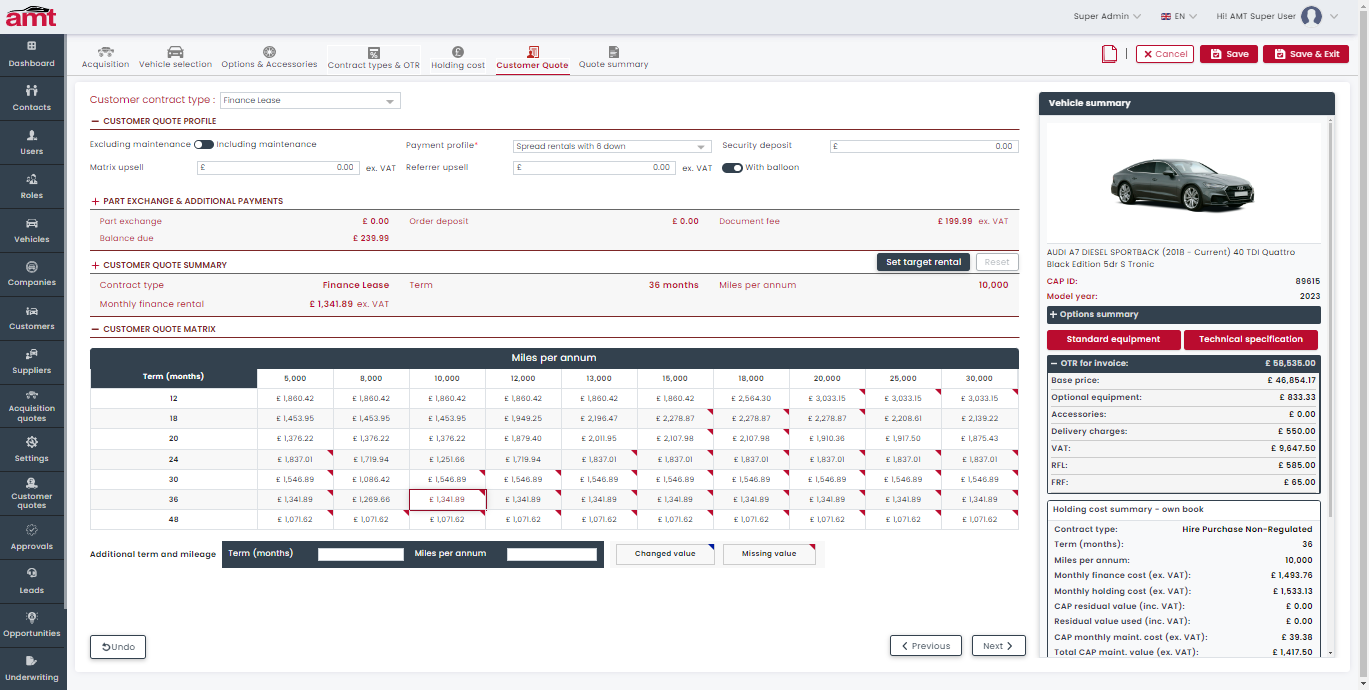 amt
Super Admin
EN
Hi! AMT Super User
Dashboard
Contacts
Users
Roles
Vehicles
Companies
Customers
Suppliers
Acquisition quotes
Settings
Customer quotes
Approvals
Leads
Opportunities
Underwriting
Acquisition Vehicle selection Options & Accessories Contract types & OTR Holding cost Customer Quote Quote summary
Cancel Save Save & Exit
Customer contract type : Finance Lease
CUSTOMER QUOTE PROFILE
Excluding maintenance Including maintenance Payment profile* Spread rentals with 6 down Security deposit £ 0.00
Matrix upsell £ 0.00 ex. VAT Referrer upsell £ 0.00 ex. VAT With balloon
+ PART EXCHANGE & ADDITIONAL PAYMENTS
Part exchange £ 0.00 Order deposit £ 0.00 Document fee £ 199.99 ex. VAT
Balance due £ 239.99
+ CUSTOMER QUOTE SUMMARY Set target rental Reset
Contract type Finance Lease Term 36 months Miles per annum 10,000
Monthly finance rental £ 1,341.89 ex. VAT
CUSTOMER QUOTE MATRIX
Miles per annum
Term (months) 5,000 8,000 10,000 12,000 13,000 15,000 18,000 20,000 25,000 30,000
12 £ 1,860.42 £ 1,860.42 £ 1,860.42 £ 1,860.42 £ 1,860.42 £ 1,860.42 £ 2,564.30 £ 3,033.15 £ 3,033.15 £ 3,033.15
18 £ 1,453.95 £ 1,453.95 £ 1,453.95 £ 1,949.25 £ 2,196.47 £ 2,278.87 £ 2,278.87 £ 2,278.87 £ 2,208.61 £ 2,139.22
20 £ 1,376.22 £ 1,376.22 £ 1,376.22 £ 1,879.40 £ 2,011.95 £ 2,107.98 £ 2,107.98 £ 1,910.36 £ 1,917.50 £ 1,875.43
24 £ 1,837.01 £ 1,719.94 £ 1,251.66 £ 1,719.94 £ 1,837.01 £ 1,837.01 £ 1,837.01 £ 1,837.01 £ 1,837.01 £ 1,837.01
30 £ 1,546.89 £ 1,086.42 £ 1,546.89 £ 1,546.89 £ 1,546.89 £ 1,546.89 £ 1,546.89 £ 1,546.89 £ 1,546.89 £ 1,546.89
36 £ 1,341.89 £ 1,269.66 £ 1,341.89 £ 1,341.89 £ 1,341.89 £ 1,341.89 £ 1,341.89 £ 1,341.89 £ 1,341.89 £ 1,341.89
48 £ 1,071.62 £ 1,071.62 £ 1,071.62 £ 1,071.62 £ 1,071.62 £ 1,071.62 £ 1,071.62 £ 1,071.62 £ 1,071.62 £ 1,071.62
Additional term and mileage Term (months) Miles per annum Changed value Missing value
Undo Previous Next
Vehicle summary
AUDI A7 DIESEL SPORTBACK (2018 - Current) 40 TDI Quattro
Black Edition 5dr S Tronic
CAP ID: 89615
Model year: 2023
+ Options summary
Standard equipment Technical specification
− OTR for invoice: £ 58,535.00
Base price: £ 46,854.17
Optional equipment: £ 833.33
Accessories: £ 0.00
Delivery charges: £ 550.00
VAT: £ 9,647.50
RFL: £ 585.00
FRF: £ 65.00
Holding cost summary - own book
Contract type: Hire Purchase Non-Regulated
Term (months): 36
Miles per annum: 10,000
Monthly finance cost (ex. VAT): £ 1,493.76
Monthly holding cost (ex. VAT): £ 1,533.13
CAP residual value (inc. VAT): £ 0.00
Residual value used (inc. VAT): £ 0.00
CAP monthly maint. cost (ex. VAT): £ 39.38
Total CAP maint. value (ex. VAT): £ 1,417.50